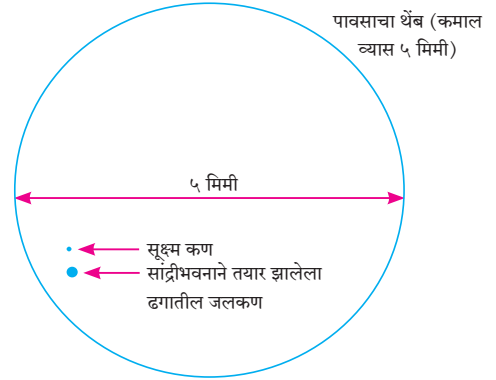 पावसाचा थेंब (कमाल
व्यास ५ मिमी)
५ मिमी
सूक्ष्म कण
सांद्रीभवनाने तयार झालेला
ढगातील जलकण